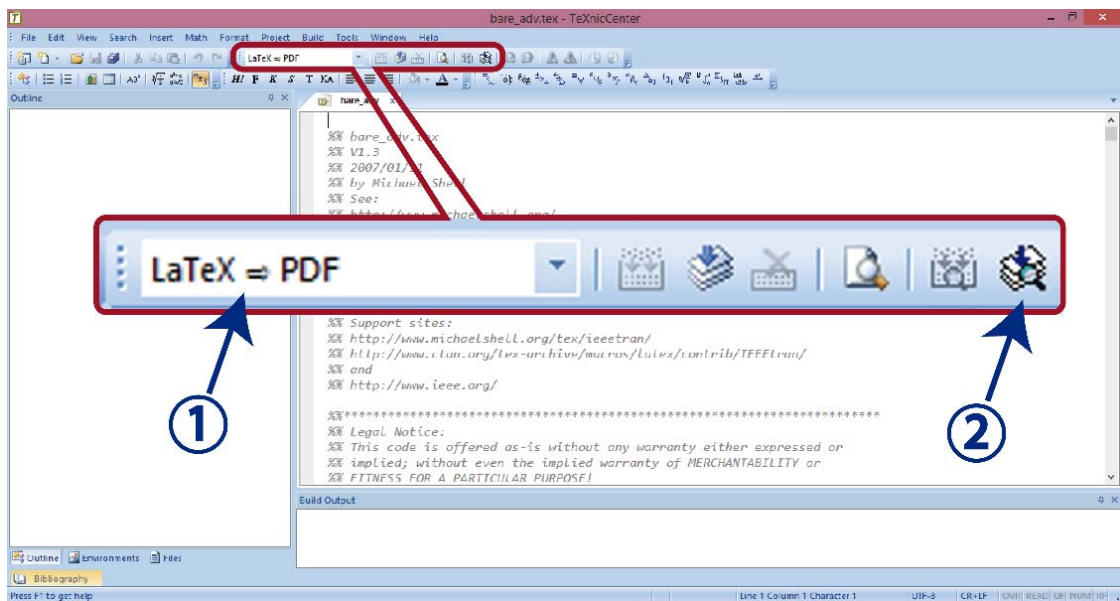 bare_adv.tex - TeXnicCenter
File Edit View Search Insert Math Format Project Build Tools Window Help
LaTeX ⇒ PDF
Outline
bare_adv
%% bare_adv.tex
%% V1.3
%% 2007/01/11
%% by Michael Shell
%% See:
%% http://www.michaelshell.org/
LaTeX ⇒ PDF
%% Support sites:
%% http://www.michaelshell.org/tex/ieeetran/
%% http://www.ctan.org/tex-archive/macros/latex/contrib/IEEEtran/
%% and
%% http://www.ieee.org/
①
②
%%*************************************************************************
%% Legal Notice:
%% This code is offered as-is without any warranty either expressed or
%% implied; without even the implied warranty of MERCHANTABILITY or
%% FITNESS FOR A PARTICULAR PURPOSE!
Build Output
Outline Environments Files
Bibliography
Press F1 to get help Line 1 Column 1 Character 1 UTF-8 CR+LF OVR READ UF NUM RF